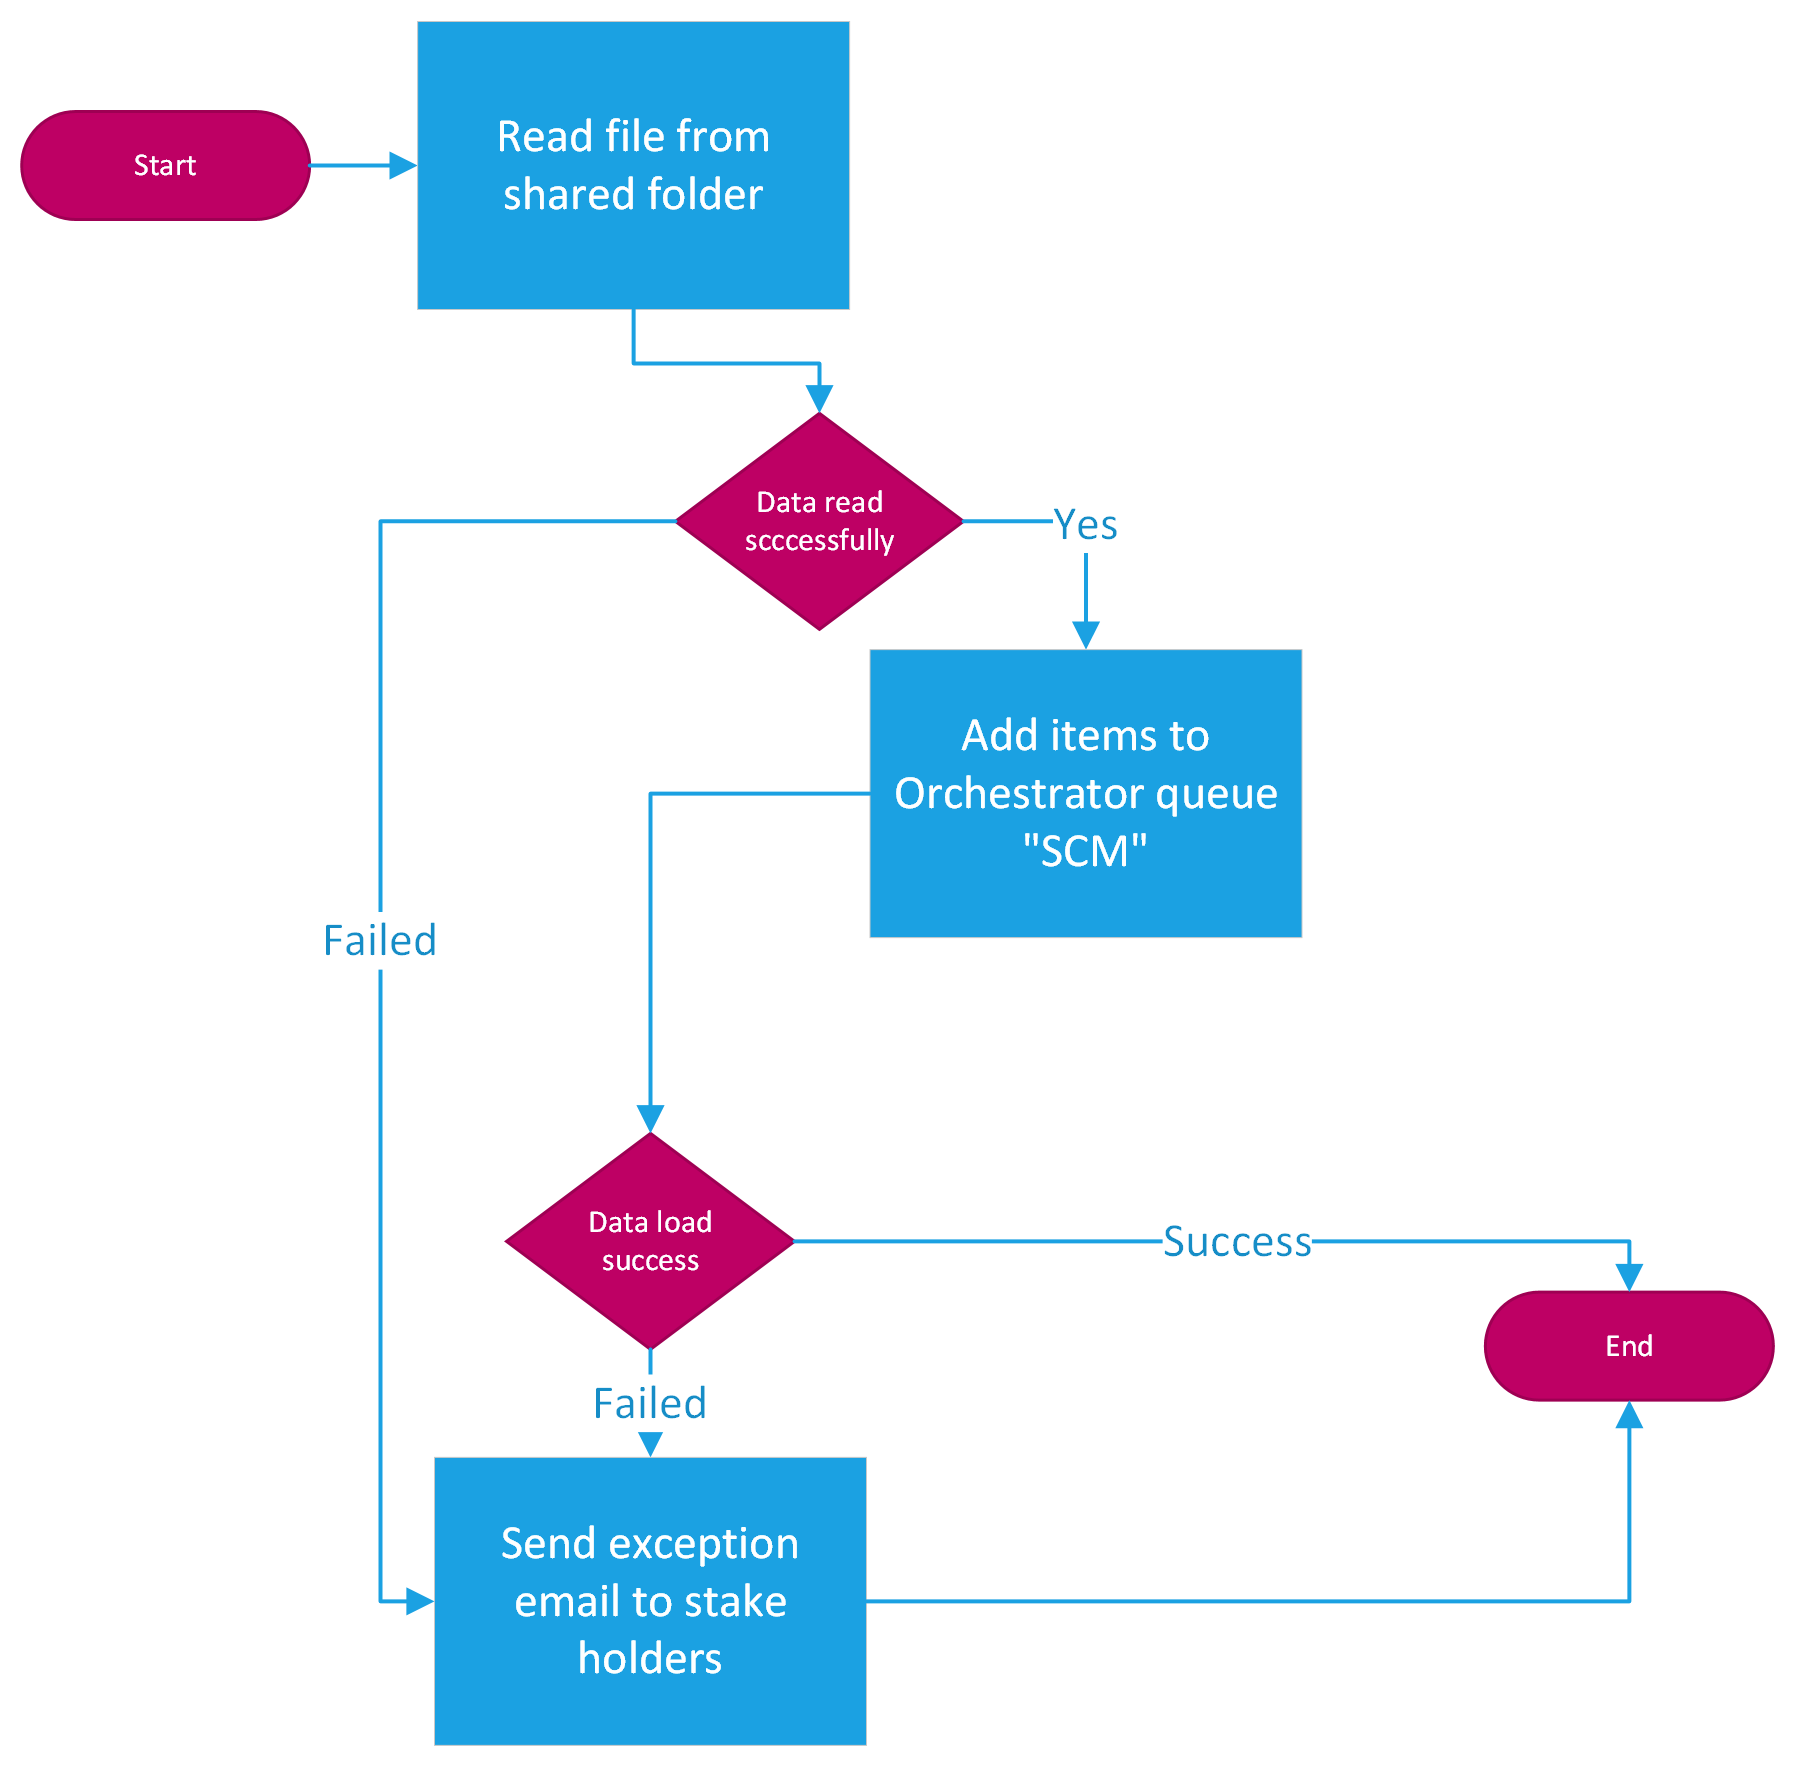 Start
Read file from
shared folder
Data read
scccessfully
Yes
Add items to
Orchestrator queue
"SCM"
Failed
Data load
success
Success
End
Failed
Send exception
email to stake
holders